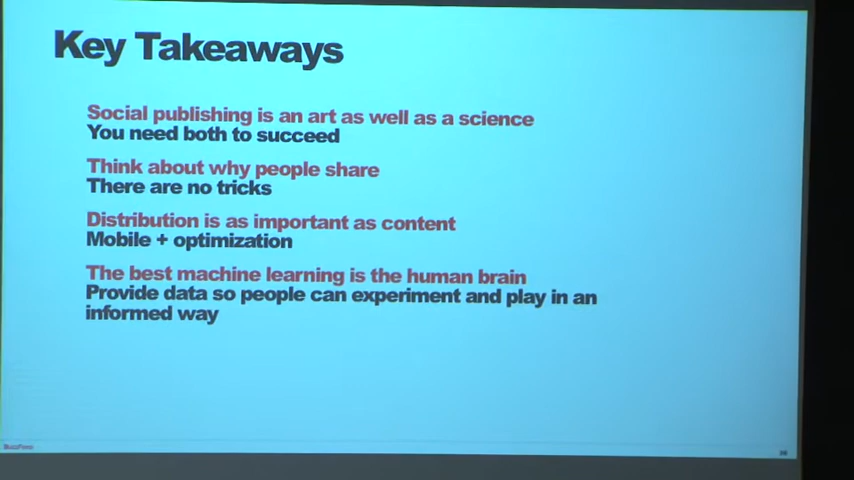 Key Takeaways
Social publishing is an art as well as a science
You need both to succeed
Think about why people share
There are no tricks
Distribution is as important as content
Mobile + optimization
The best machine learning is the human brain
Provide data so people can experiment and play in an
informed way